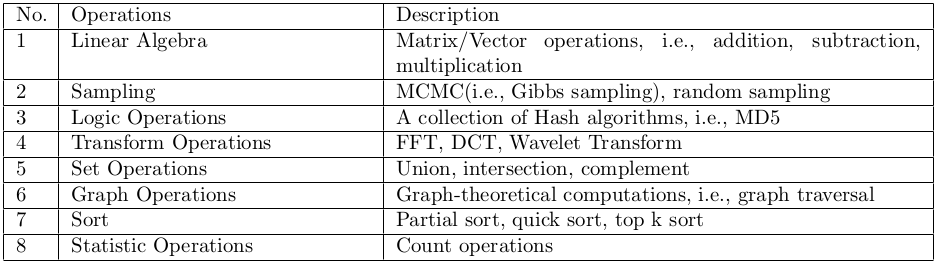 No. Operations Description
1 Linear Algebra Matrix/Vector operations, i.e., addition, subtraction,
multiplication
2 Sampling MCMC(i.e., Gibbs sampling), random sampling
3 Logic Operations A collection of Hash algorithms, i.e., MD5
4 Transform Operations FFT, DCT, Wavelet Transform
5 Set Operations Union, intersection, complement
6 Graph Operations Graph-theoretical computations, i.e., graph traversal
7 Sort Partial sort, quick sort, top k sort
8 Statistic Operations Count operations